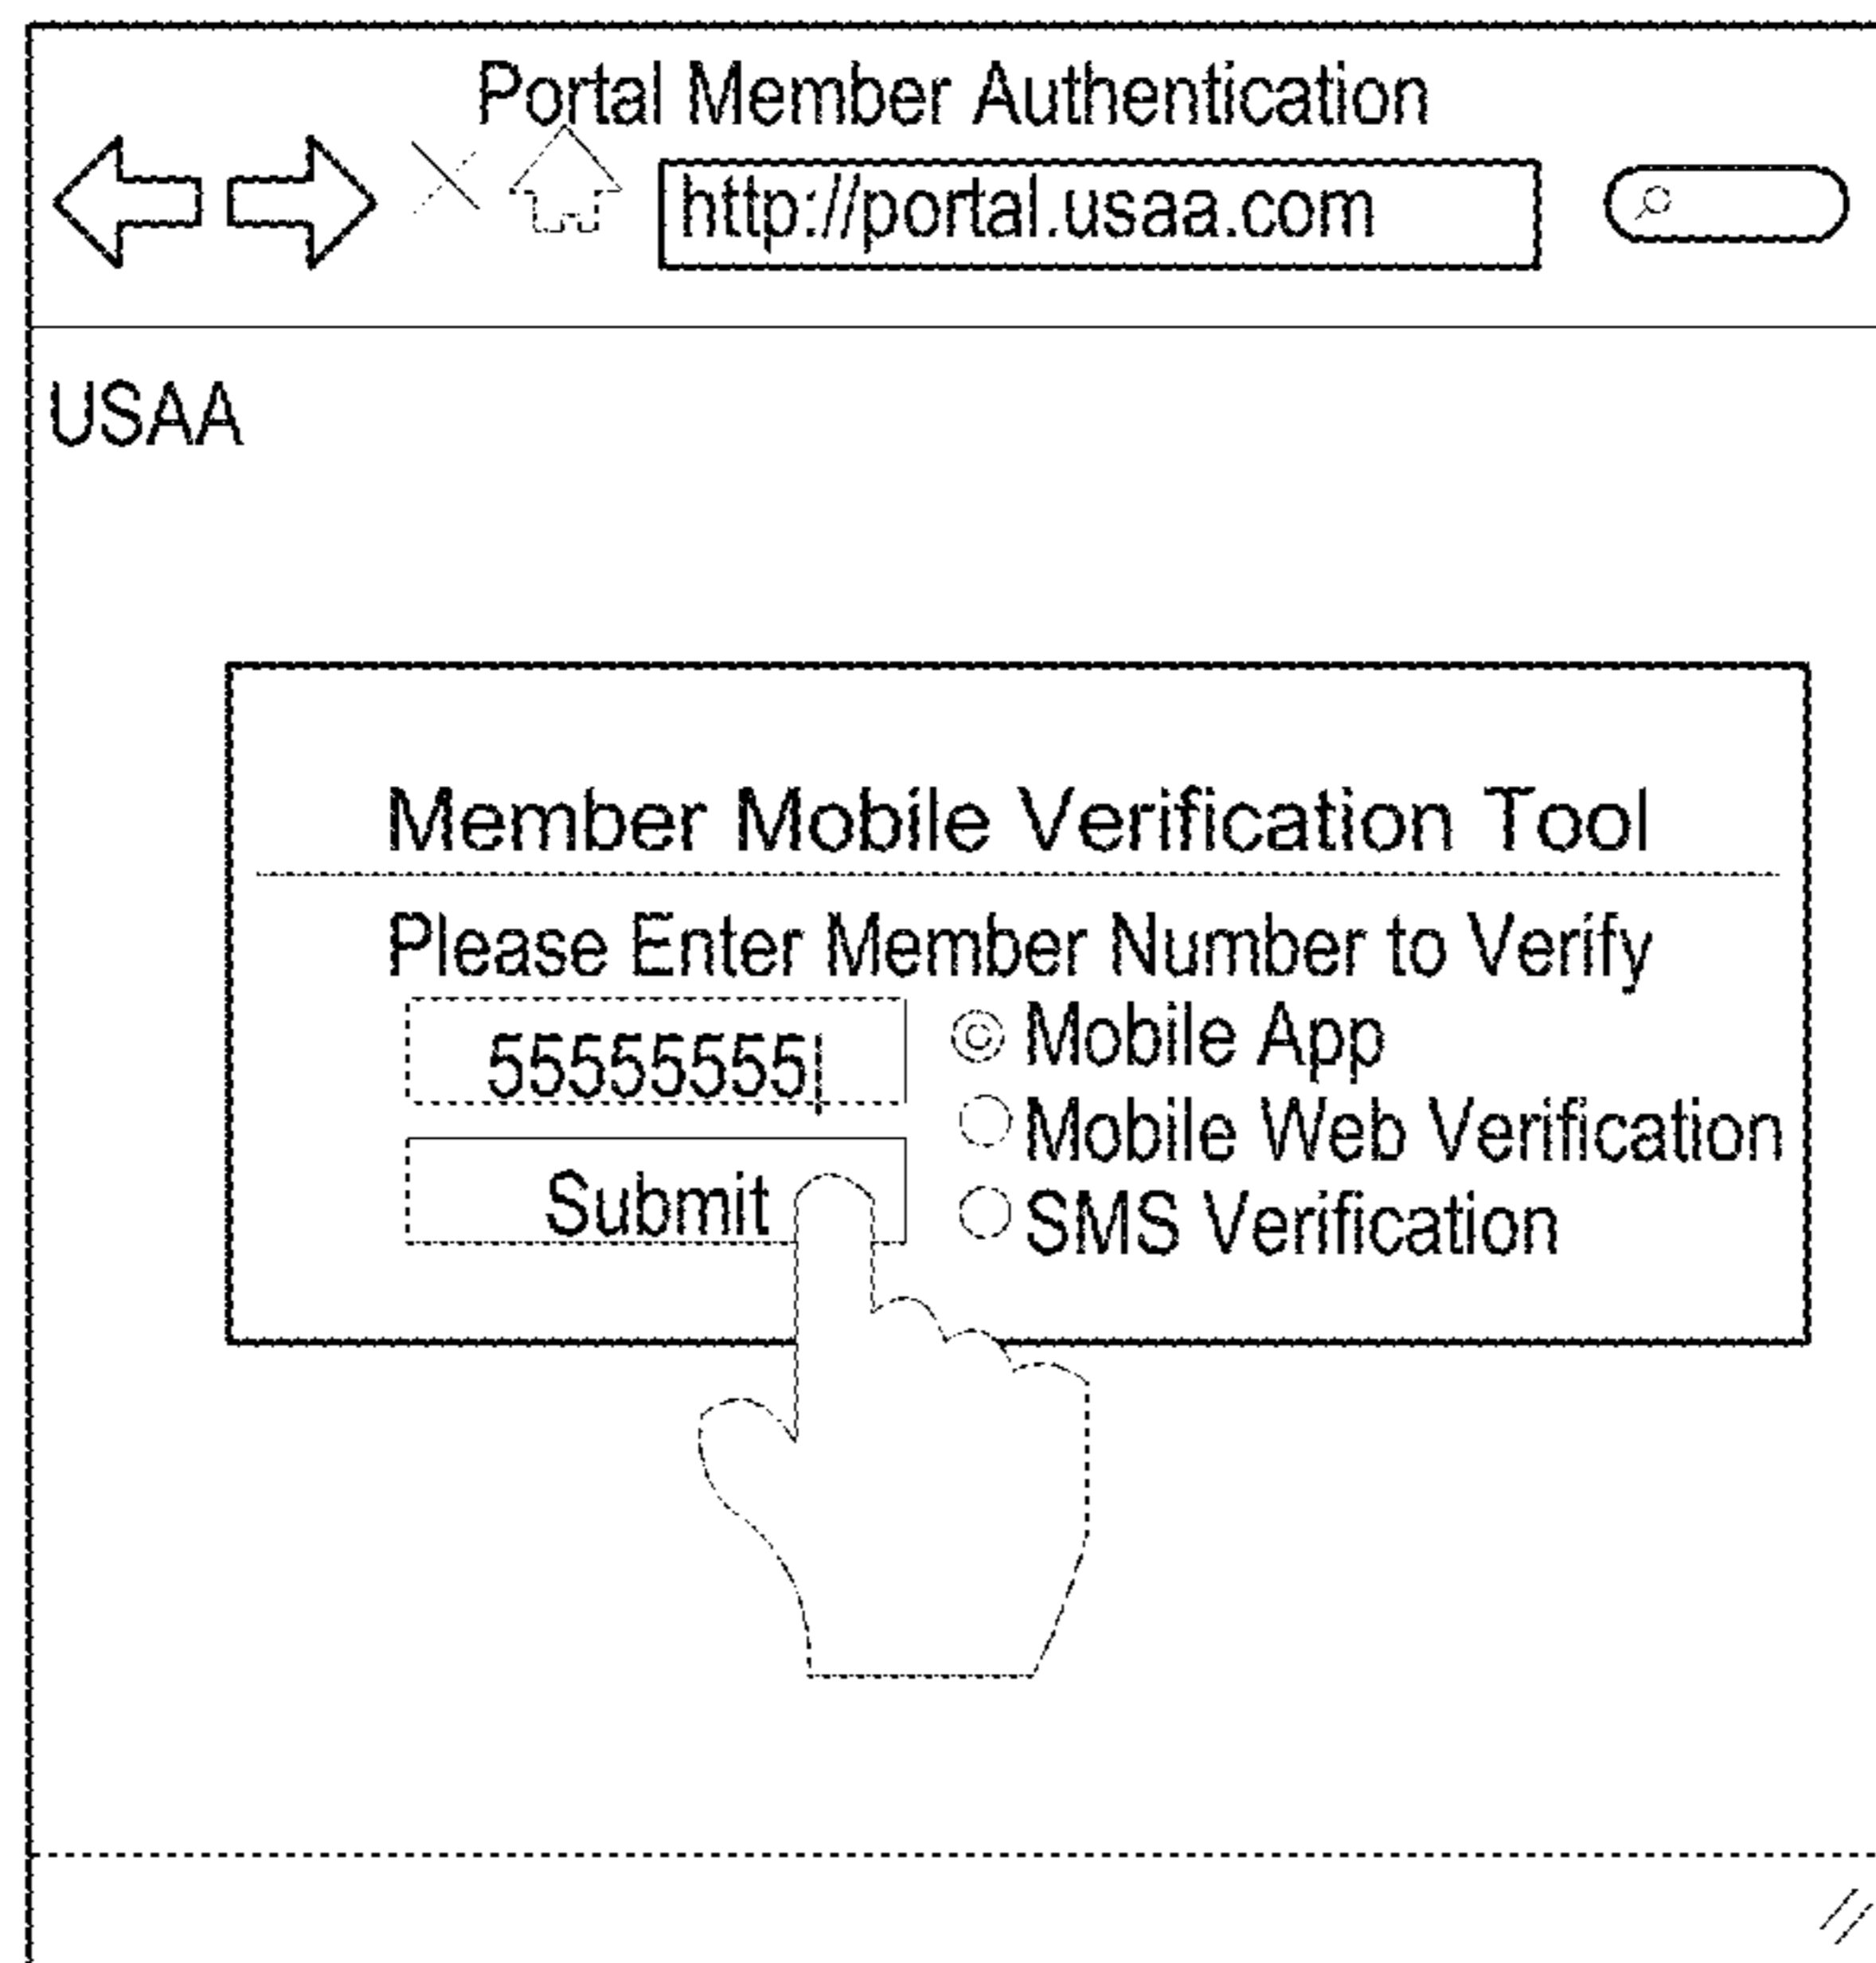 Portal Member Authentication
http://portal.usaa.com
USAA
Member Mobile Verification Tool
Please Enter Member Number to Verify
55555555
Mobile App
Mobile Web Verification
Submit
SMS Verification